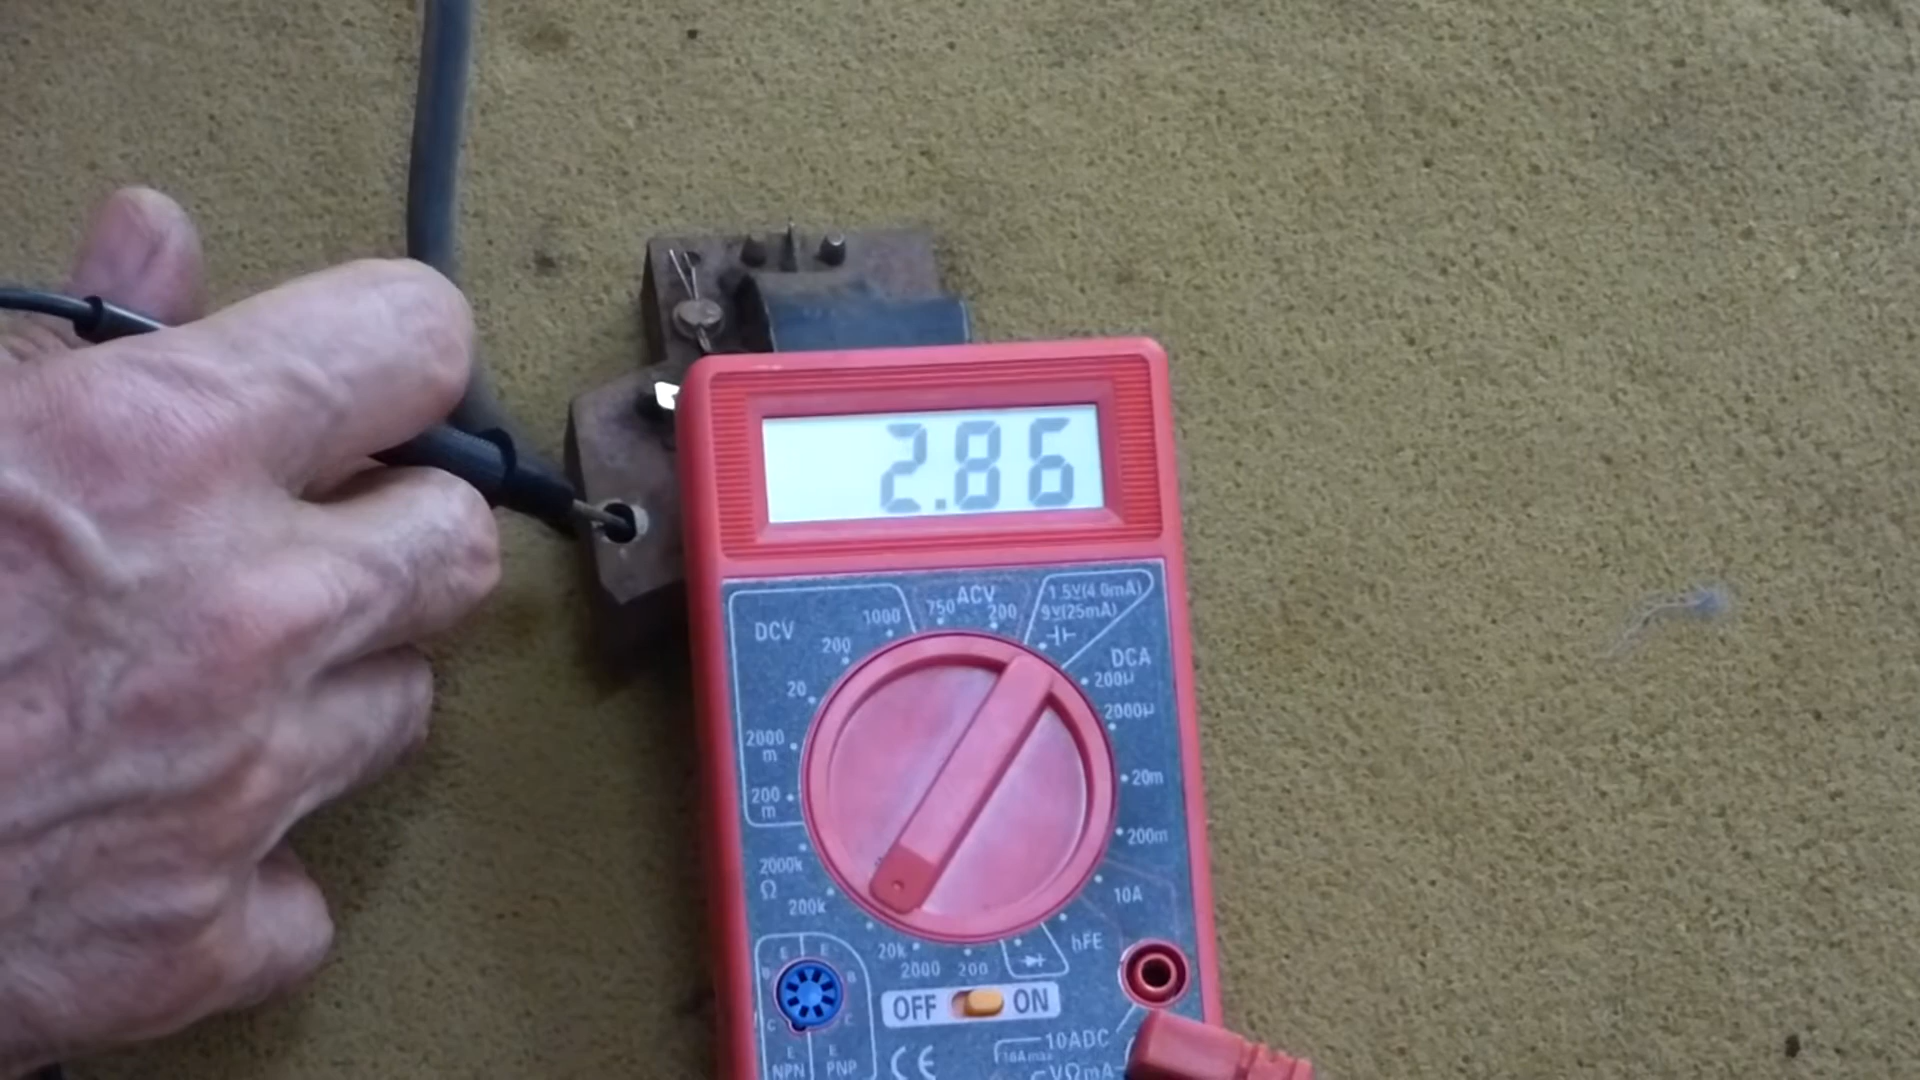 2.86
ACV
750
200
1.5V(4.0mA)
9V(25mA)
DCV
1000
200
20
2000
m
200
m
DCA
200µ
2000µ
20m
200m
10A
hFE
2000k
Ω
200k
20k
2000
200
OFF
ON
E
E
B
B
C
C
E
E
NPN
PNP
CE
10ADC
VΩmA